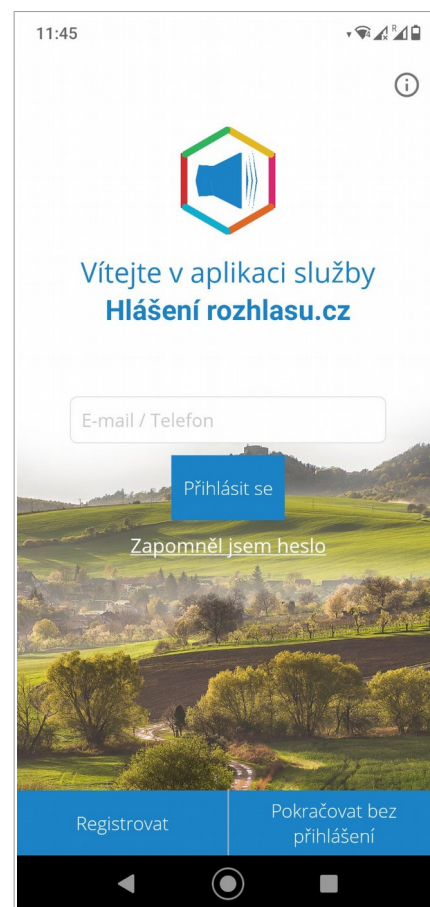 11:45
Vítejte v aplikaci služby
Hlášení rozhlasu.cz
E-mail / Telefon
Přihlásit se
Zapomněl jsem heslo
Registrovat
Pokračovat bez
přihlášení